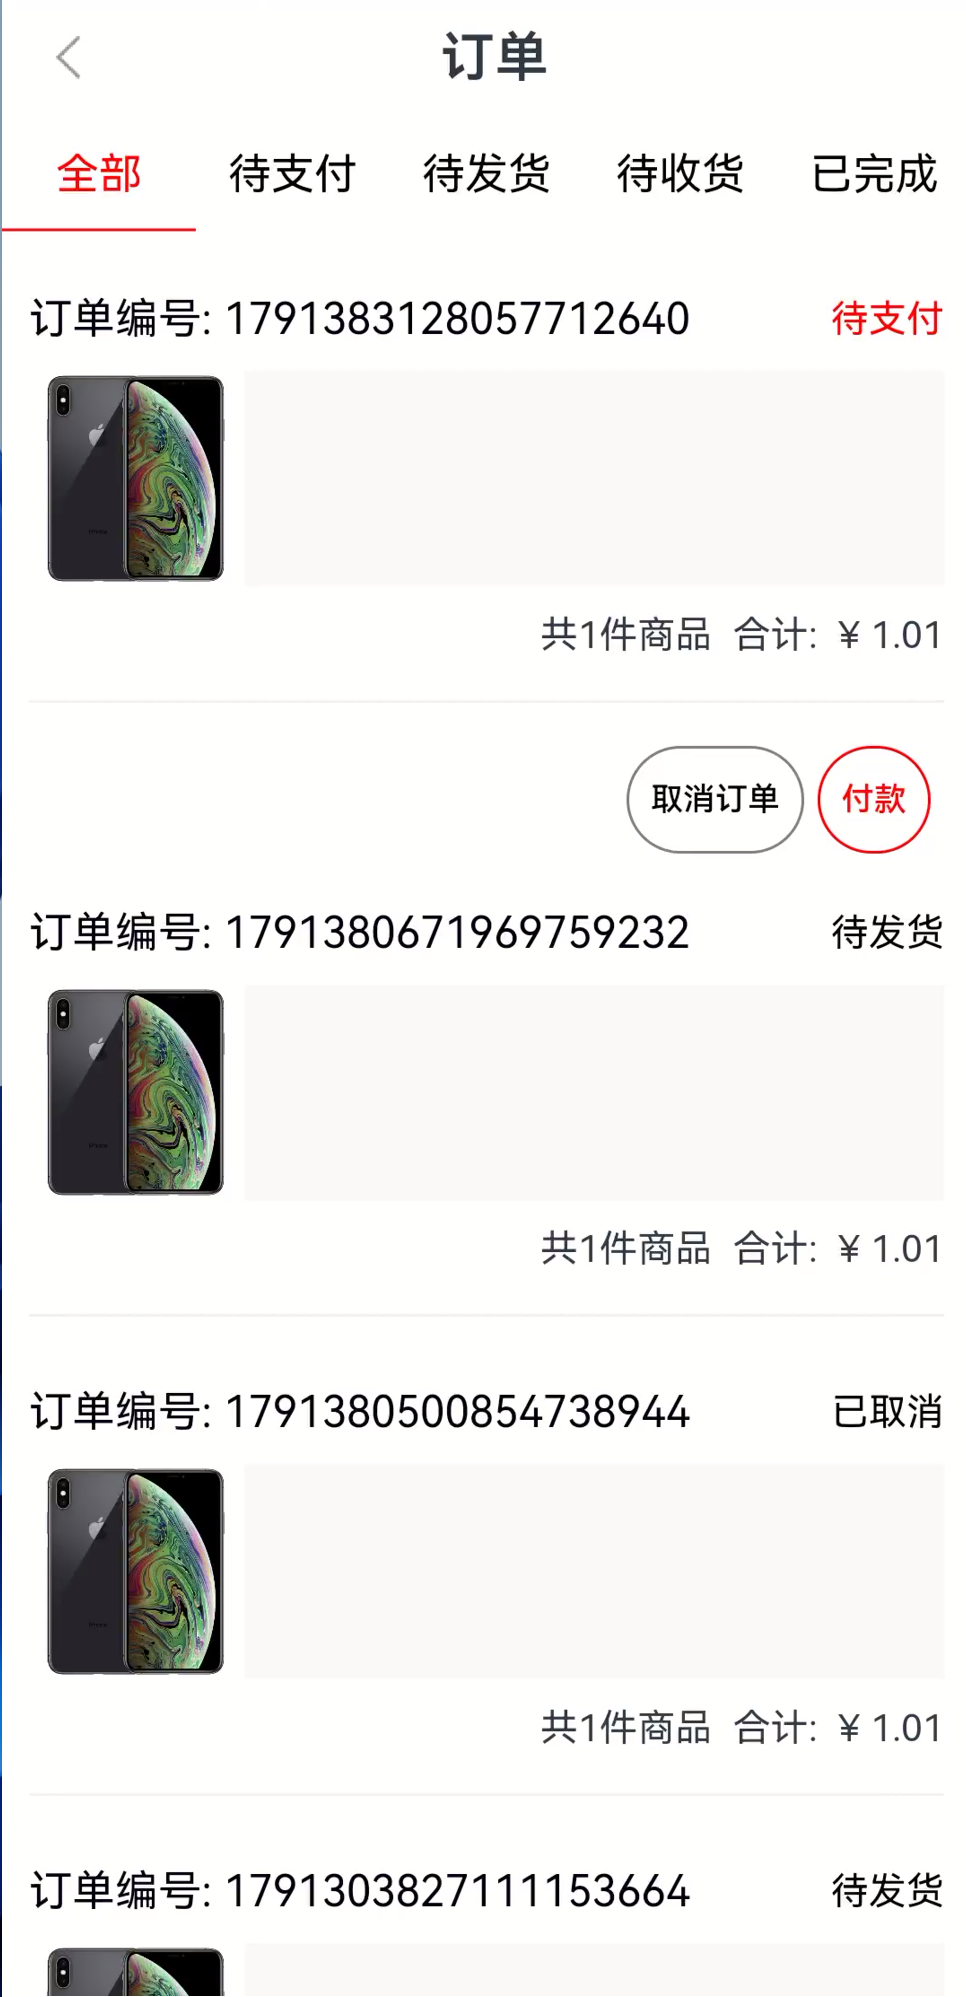 订单
全部 待支付 待发货 待收货 已完成
订单编号: 1791383128057712640 待支付
共1件商品 合计: ¥ 1.01
取消订单 付款
订单编号: 1791380671969759232 待发货
共1件商品 合计: ¥ 1.01
订单编号: 1791380500854738944 已取消
共1件商品 合计: ¥ 1.01
订单编号: 1791303827111153664 待发货